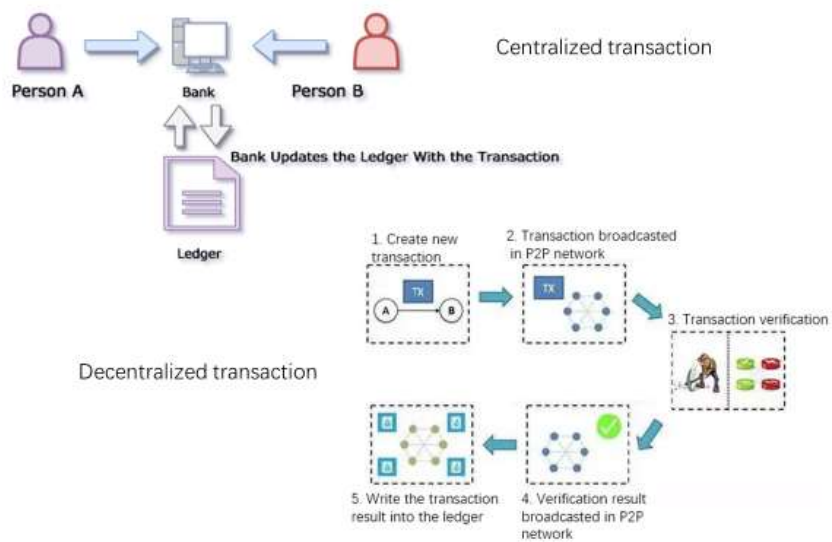 Centralized transaction
Person A
Bank
Person B
Bank Updates the Ledger With the Transaction
Ledger
1. Create new
transaction
TX
A
B
2. Transaction broadcasted
in P2P network
TX
3. Transaction verification
Decentralized transaction
5. Write the transaction
result into the ledger
4. Verification result
broadcasted in P2P
network